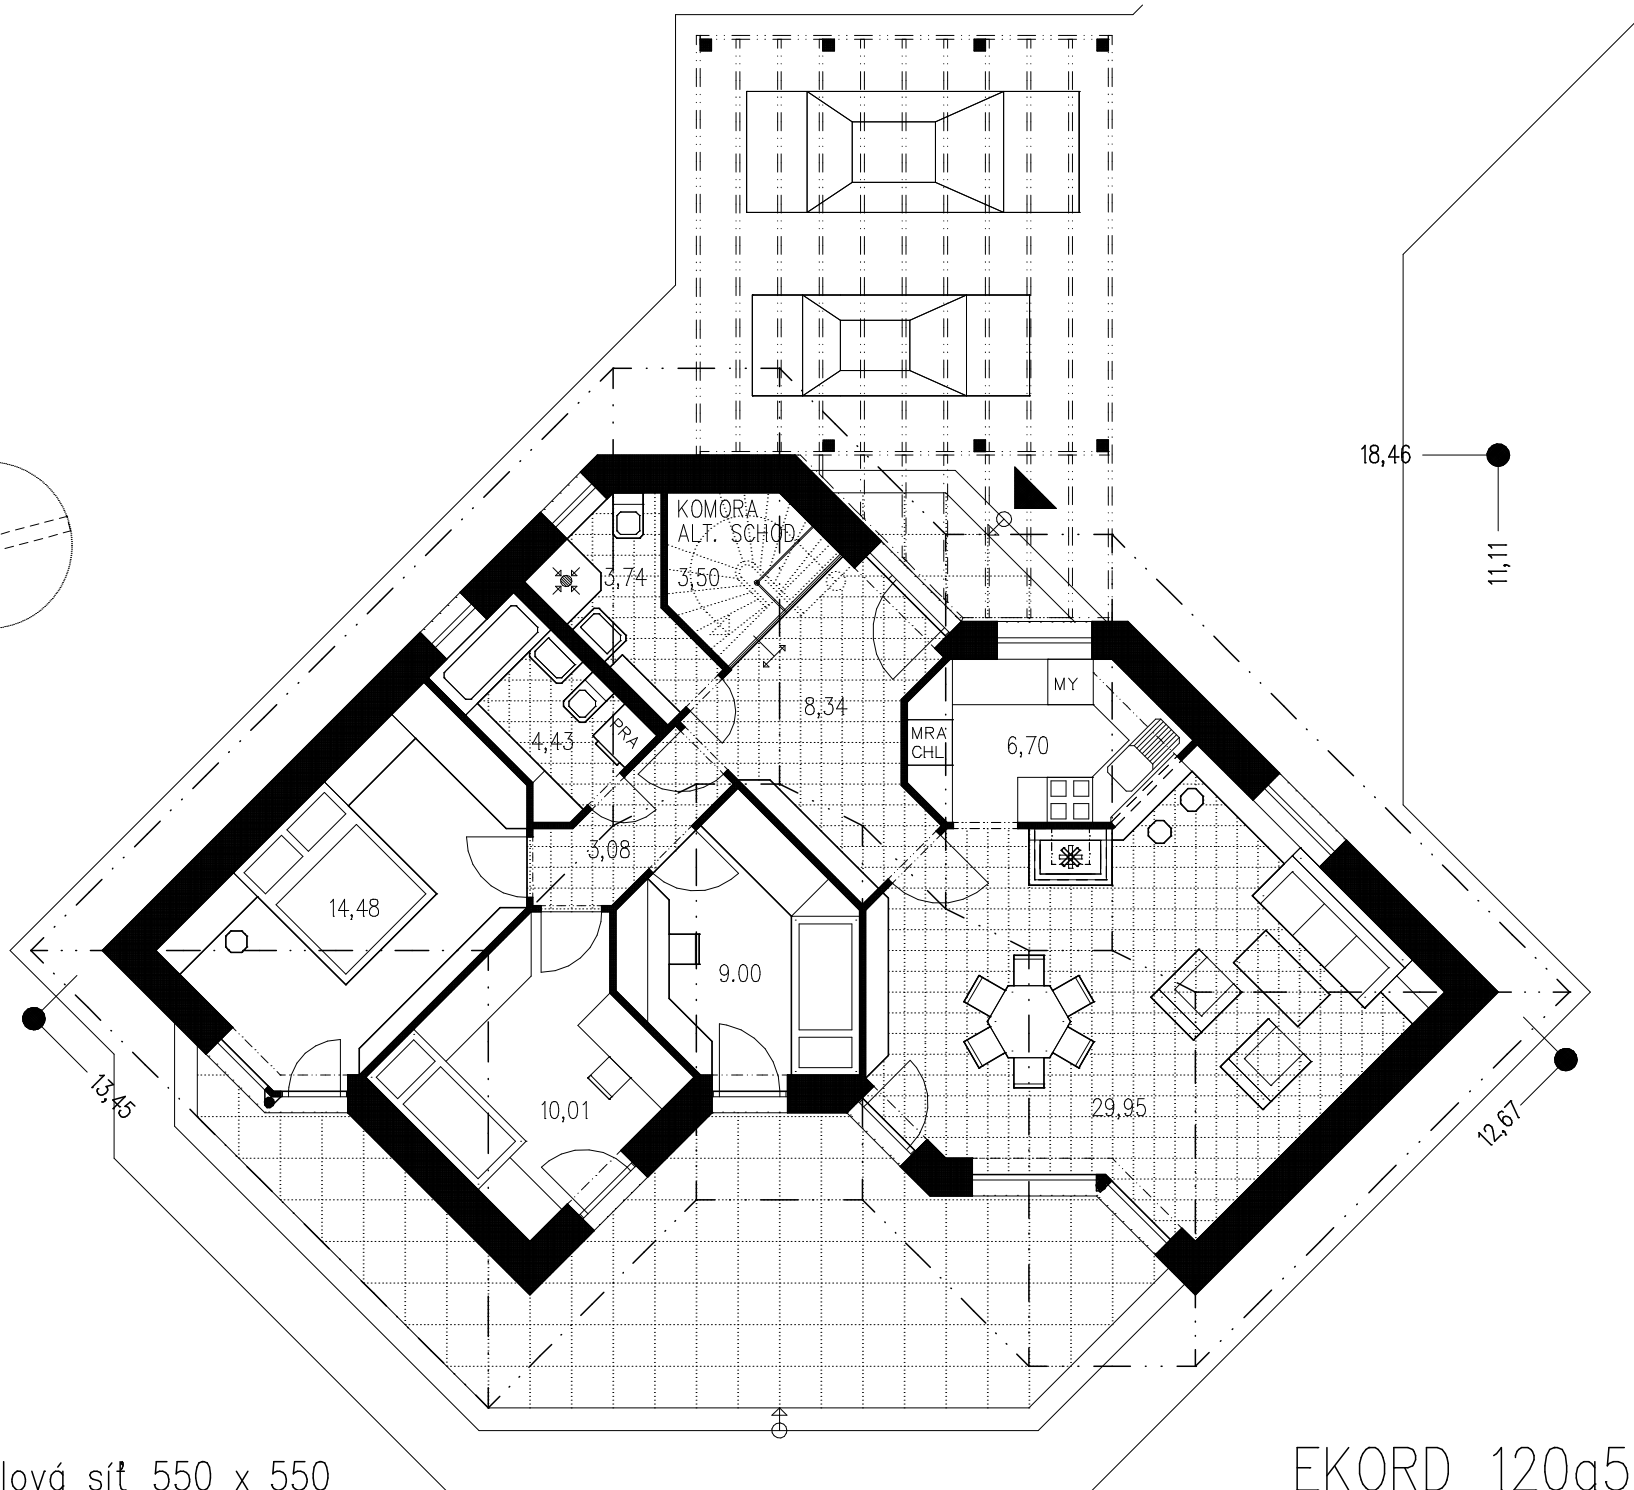 18,46
11,11
KOMORA
ALT. SCHOD.
3,74
3,50
MY
8,34
PRA
4,43
MRA
CHL
6,70
3,08
14,48
9.00
13,45
10,01
29,95
12,67
lová síť 550 x 550
EKORD 120a5